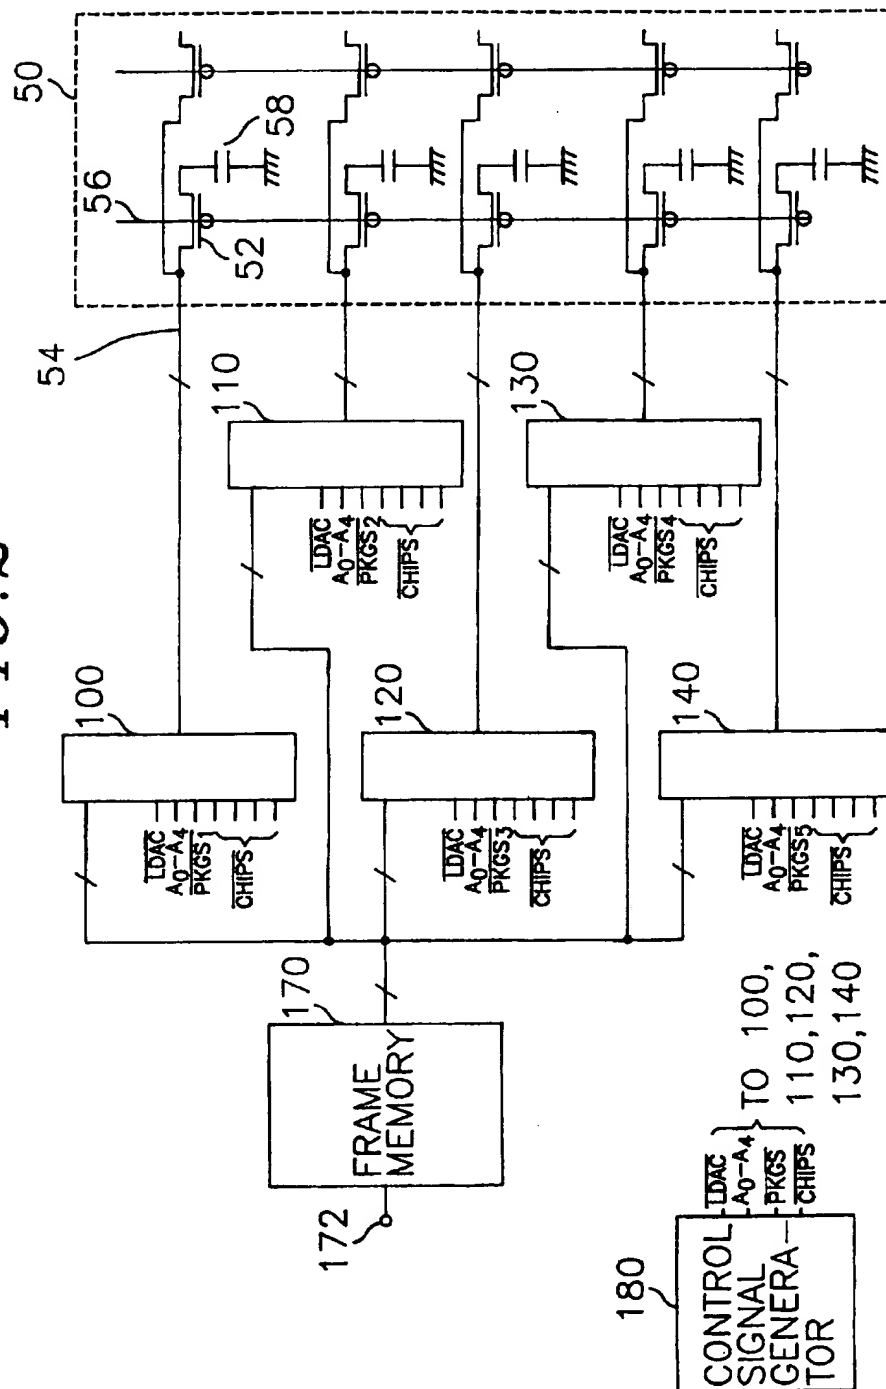 50
58
56
52
54
110
130
LDAC
A0-A4
PKGS2
CHIPS
LDAC
A0-A4
PKGS4
CHIPS
100
120
140
LDAC
A0-A4
PKGS1
CHIPS
LDAC
A0-A4
PKGS3
CHIPS
LDAC
A0-A4
PKGS5
CHIPS
170
FRAME
MEMORY
172
180
CONTROL
SIGNAL
GENERA-
TOR
LDAC
A0-A4
PKGS
CHIPS
TO 100,
110,120,
130,140